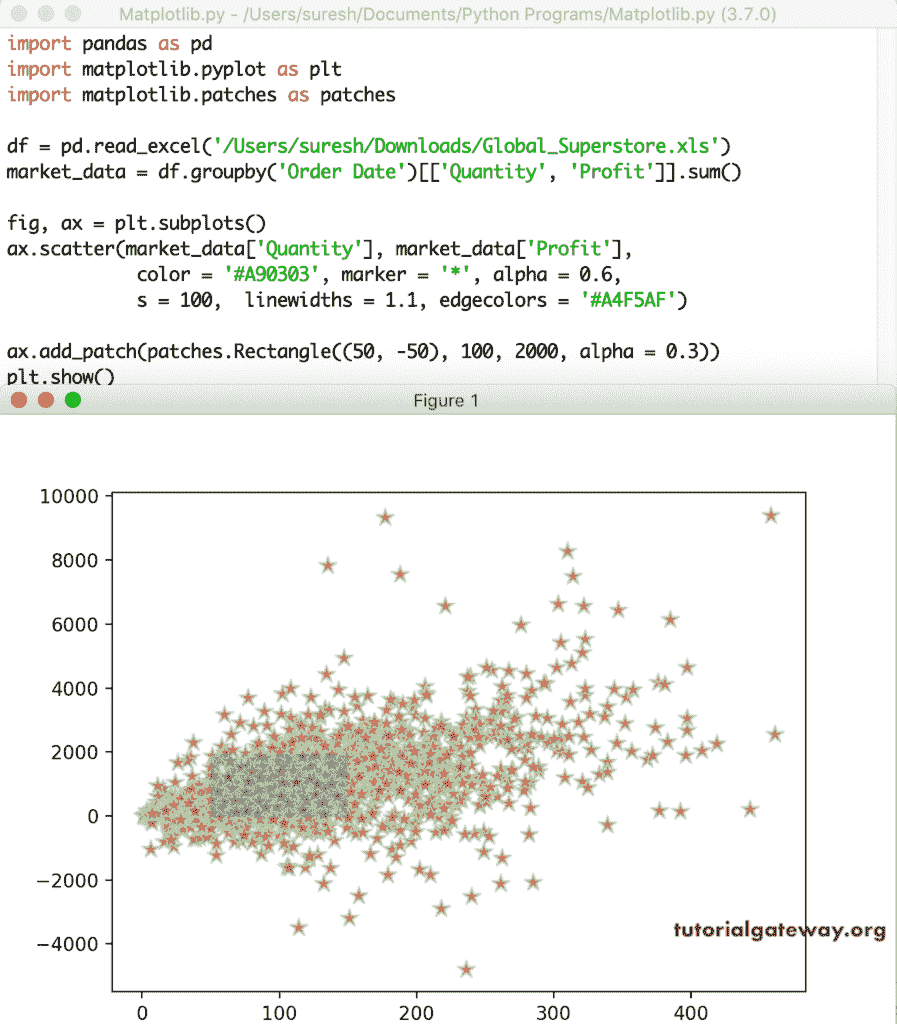 Matplotlib.py - /Users/suresh/Documents/Python Programs/Matplotlib.py (3.7.0)
import pandas as pd
import matplotlib.pyplot as plt
import matplotlib.patches as patches
df = pd.read_excel('/Users/suresh/Downloads/Global_Superstore.xls')
market_data = df.groupby('Order Date')[['Quantity', 'Profit']].sum()
fig, ax = plt.subplots()
ax.scatter(market_data['Quantity'], market_data['Profit'],
color = '#A90303', marker = '*', alpha = 0.6,
s = 100,  linewidths = 1.1, edgecolors = '#A4F5AF')
ax.add_patch(patches.Rectangle((50, -50), 100, 2000, alpha = 0.3))
plt.show()
Figure 1
10000
8000
6000
4000
2000
0
−2000
−4000
tutorialgateway.org
0 100 200 300 400